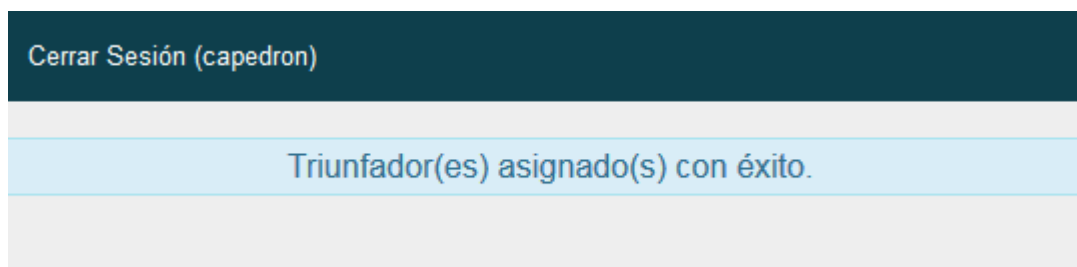 Cerrar Sesión (capedron)
Triunfador(es) asignado(s) con éxito.